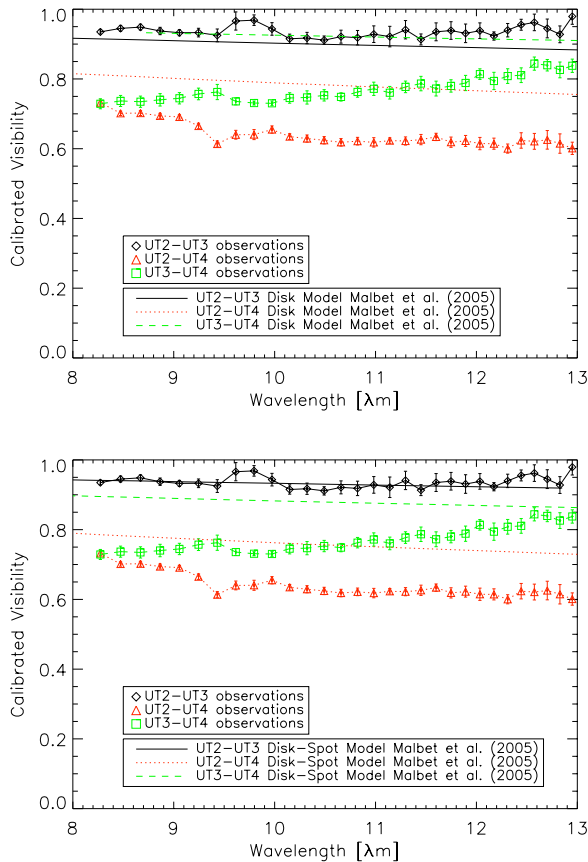 1.0
0.8
0.6
0.4
0.2
0.0
Calibrated Visibility
UT2-UT3 observations
UT2-UT4 observations
UT3-UT4 observations
UT2-UT3 Disk Model Malbet et al. (2005)
UT2-UT4 Disk Model Malbet et al. (2005)
UT3-UT4 Disk Model Malbet et al. (2005)
8 9 10 11 12 13
Wavelength [λm]
1.0
0.8
0.6
0.4
0.2
0.0
Calibrated Visibility
UT2-UT3 observations
UT2-UT4 observations
UT3-UT4 observations
UT2-UT3 Disk-Spot Model Malbet et al. (2005)
UT2-UT4 Disk-Spot Model Malbet et al. (2005)
UT3-UT4 Disk-Spot Model Malbet et al. (2005)
8 9 10 11 12 13
Wavelength [λm]